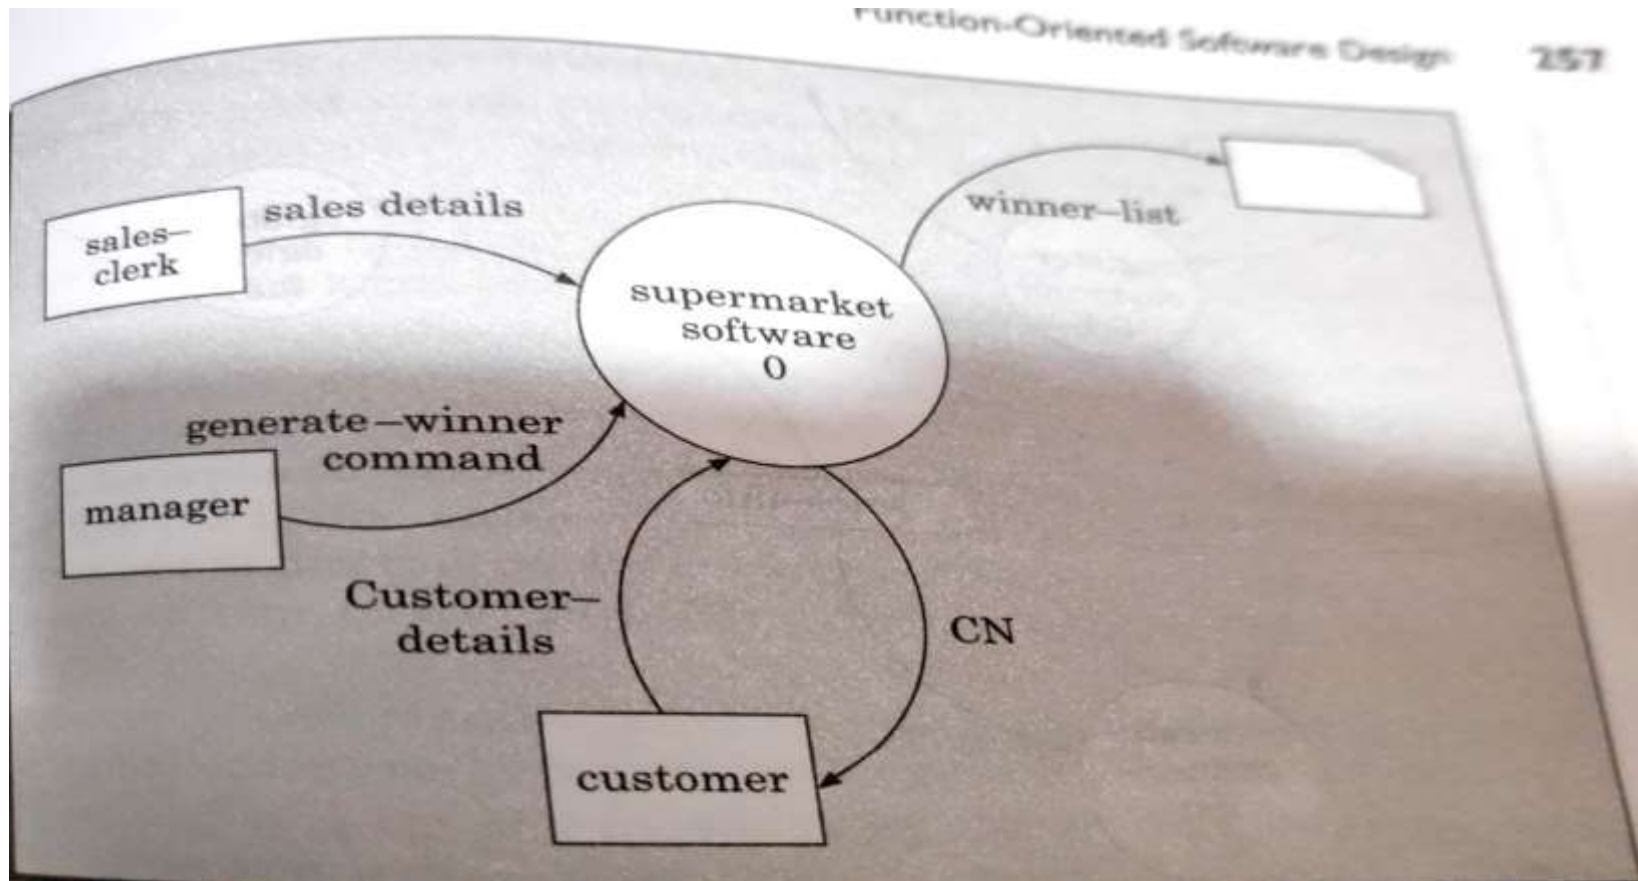 Function-Oriented Software Design 257
sales details
sales–
clerk
winner–list
supermarket
software
0
generate–winner
command
manager
Customer–
details
CN
customer